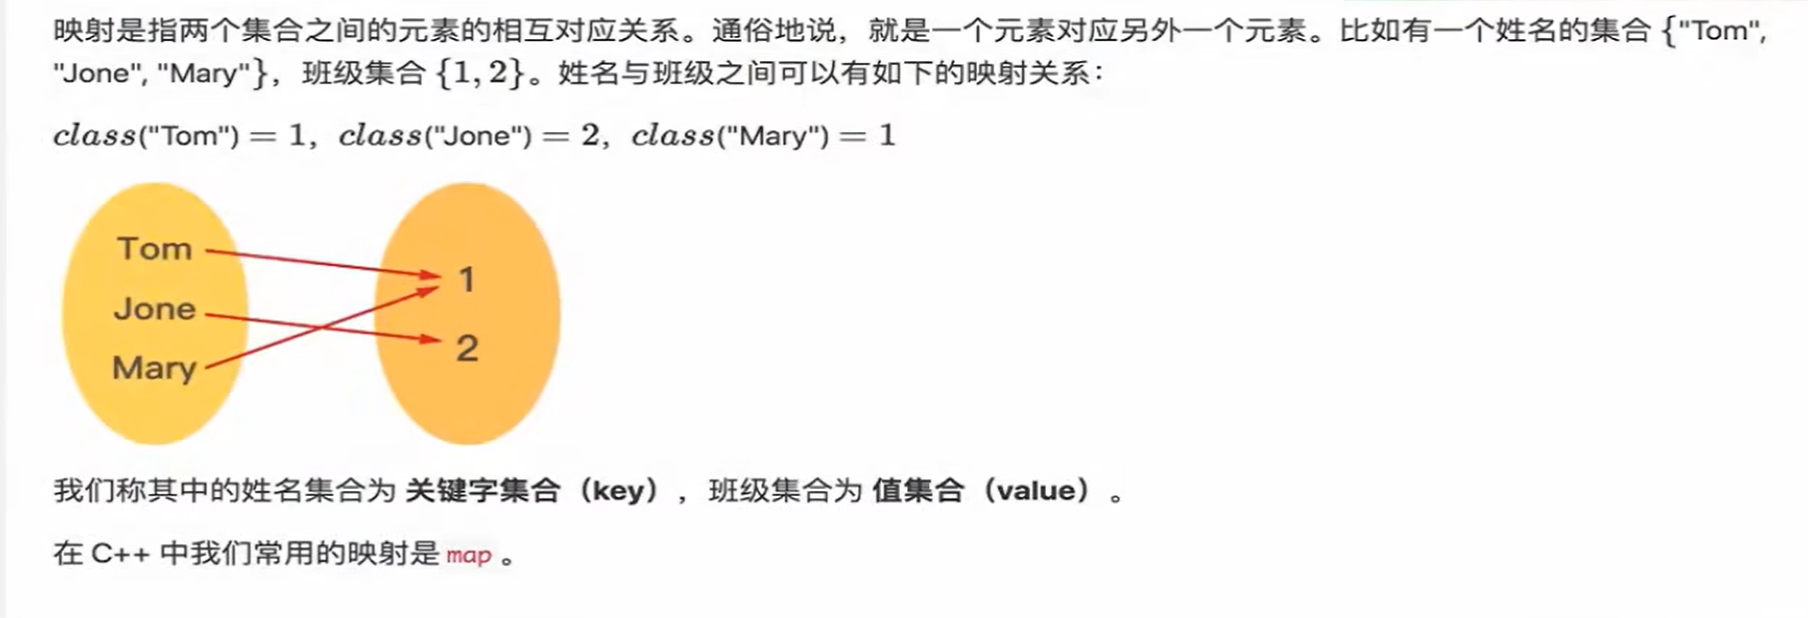 映射是指两个集合之间的元素的相互对应关系。通俗地说，就是一个元素对应另外一个元素。比如有一个姓名的集合 {"Tom",
"Jone", "Mary"}，班级集合 {1, 2}。姓名与班级之间可以有如下的映射关系：
class("Tom") = 1, class("Jone") = 2, class("Mary") = 1
Tom
1
Jone
2
Mary
我们称其中的姓名集合为 关键字集合（key），班级集合为 值集合（value）。
在 C++ 中我们常用的映射是 map 。